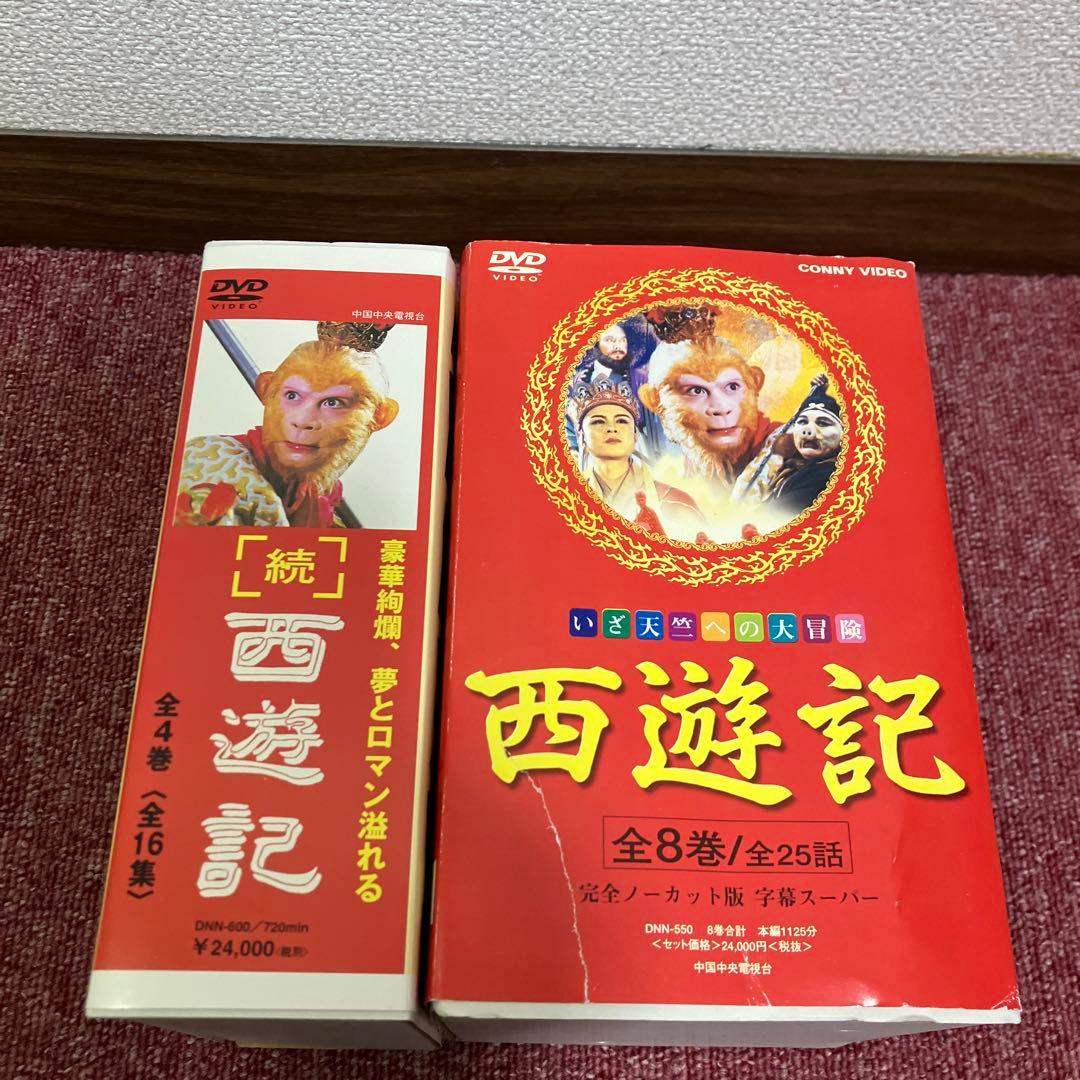 DVD
VIDEO
中国中央電視台
[続]
西遊記
豪華絢爛、夢とロマン溢れる
全4巻〈全16集〉
DNN-600/720min
¥24,000〈税別〉
DVD
VIDEO
CONNY VIDEO
いざ天竺への大冒険
西遊記
全8巻/全25話
完全ノーカット版 字幕スーパー
DNN-550 8巻合計 本編1125分
<セット価格>24,000円<税抜>
中国中央電視台